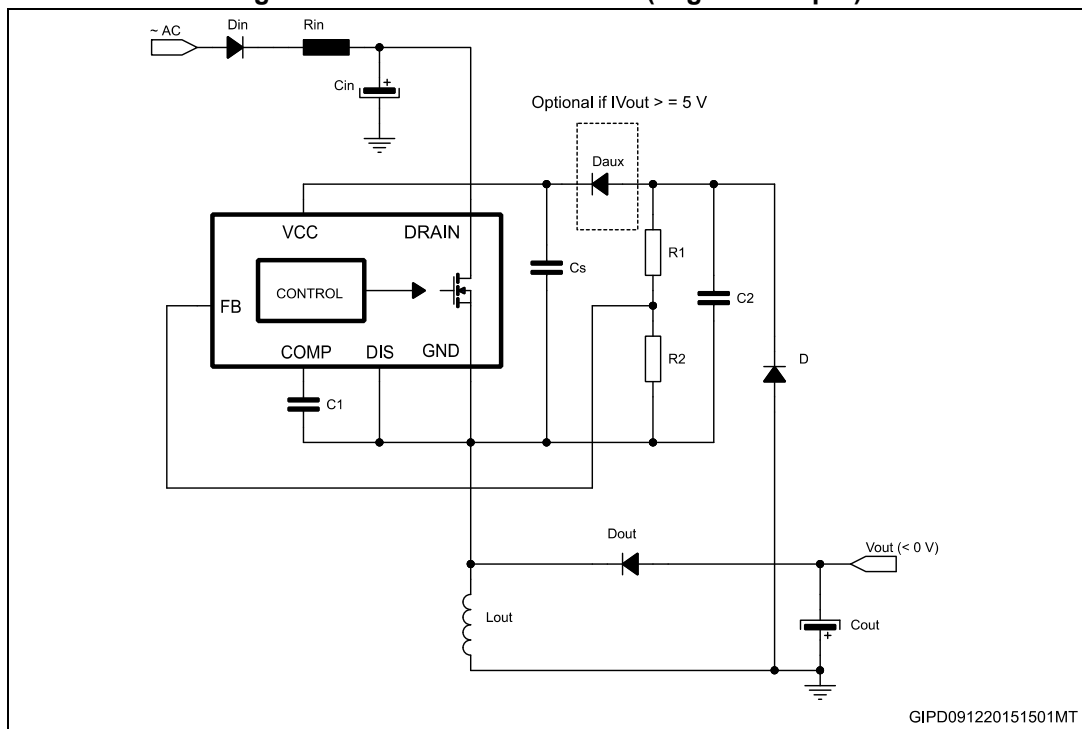 ~ AC
Din
Rin
Cin
+
Optional if IVout > = 5 V
Daux
VCC
DRAIN
R1
Cs
C2
CONTROL
FB
COMP
DIS
GND
R2
D
C1
Dout
Vout (< 0 V)
Lout
Cout
+
GIPD091220151501MT